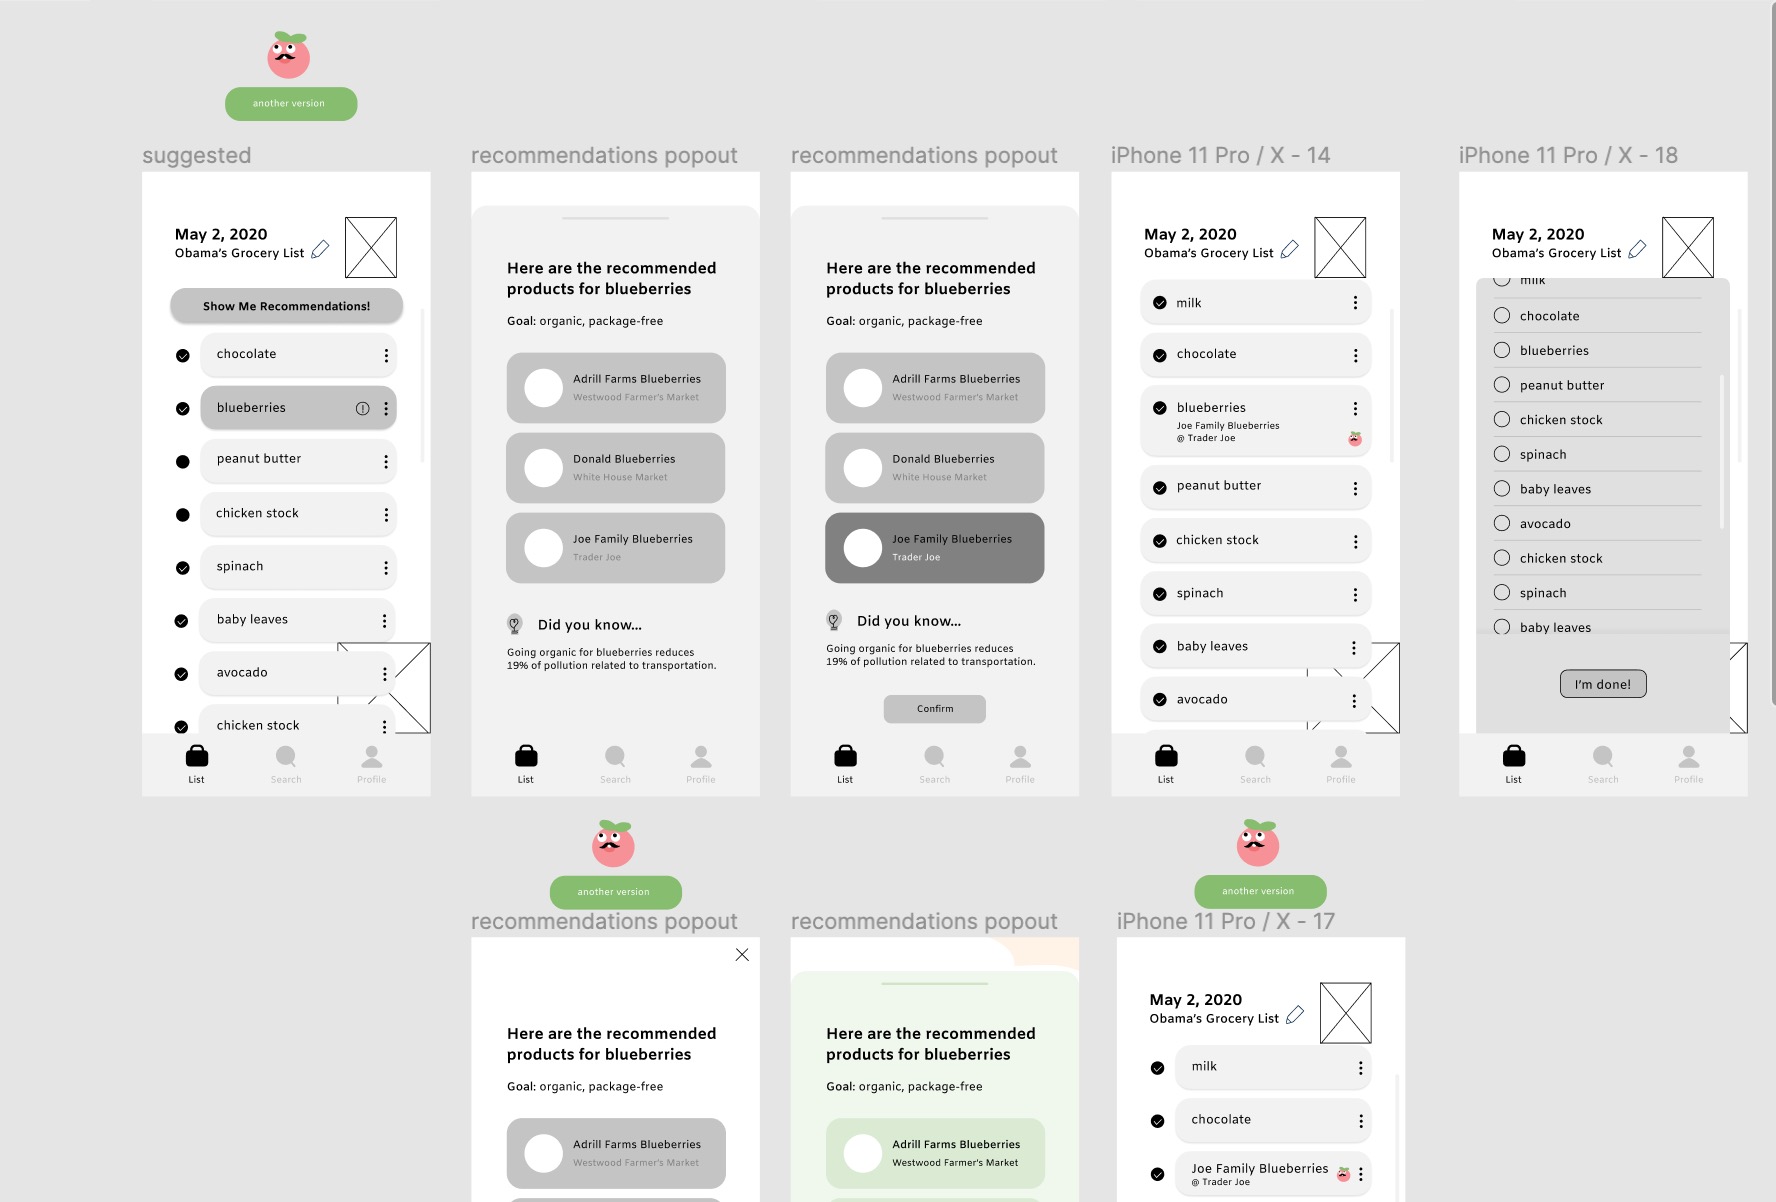 another version
suggested
May 2, 2020
Obama's Grocery List
Show Me Recommendations!
chocolate
blueberries
peanut butter
chicken stock
spinach
baby leaves
avocado
chicken stock
List
Search
Profile
recommendations popout
Here are the recommended
products for blueberries
Goal: organic, package-free
Adrill Farms Blueberries
Westwood Farmer's Market
Donald Blueberries
White House Market
Joe Family Blueberries
Trader Joe
Did you know...
Going organic for blueberries reduces
19% of pollution related to transportation.
List
Search
Profile
recommendations popout
Here are the recommended
products for blueberries
Goal: organic, package-free
Adrill Farms Blueberries
Westwood Farmer's Market
Donald Blueberries
White House Market
Joe Family Blueberries
Trader Joe
Did you know...
Going organic for blueberries reduces
19% of pollution related to transportation.
Confirm
List
Search
Profile
iPhone 11 Pro / X - 14
May 2, 2020
Obama's Grocery List
milk
chocolate
blueberries
Joe Family Blueberries
@ Trader Joe
peanut butter
chicken stock
spinach
baby leaves
avocado
List
Search
Profile
iPhone 11 Pro / X - 18
May 2, 2020
Obama's Grocery List
milk
chocolate
blueberries
peanut butter
chicken stock
spinach
baby leaves
avocado
chicken stock
spinach
baby leaves
I'm done!
List
Search
Profile
another version
recommendations popout
Here are the recommended
products for blueberries
Goal: organic, package-free
Adrill Farms Blueberries
Westwood Farmer's Market
recommendations popout
Here are the recommended
products for blueberries
Goal: organic, package-free
Adrill Farms Blueberries
Westwood Farmer's Market
another version
iPhone 11 Pro / X - 17
May 2, 2020
Obama's Grocery List
milk
chocolate
Joe Family Blueberries
@ Trader Joe